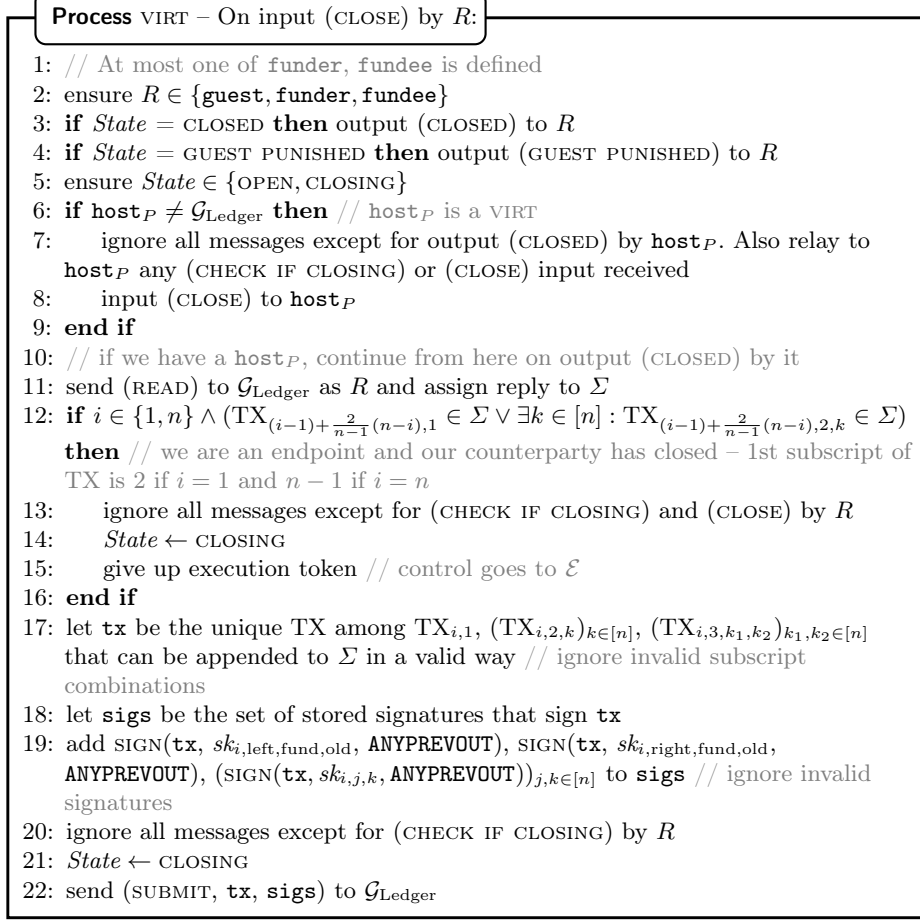 Process VIRT – On input (CLOSE) by R:
1: // At most one of funder, fundee is defined
2: ensure R ∈ {guest, funder, fundee}
3: if State = CLOSED then output (CLOSED) to R
4: if State = GUEST PUNISHED then output (GUEST PUNISHED) to R
5: ensure State ∈ {OPEN, CLOSING}
6: if host_P ≠ 𝒢_Ledger then // host_P is a VIRT
7: ignore all messages except for output (CLOSED) by host_P. Also relay to
host_P any (CHECK IF CLOSING) or (CLOSE) input received
8: input (CLOSE) to host_P
9: end if
10: // if we have a host_P, continue from here on output (CLOSED) by it
11: send (READ) to 𝒢_Ledger as R and assign reply to Σ
12: if i ∈ {1, n} ∧ (TX_{(i−1)+\frac{2}{n−1}(n−i),1} ∈ Σ ∨ ∃k ∈ [n] : TX_{(i−1)+\frac{2}{n−1}(n−i),2,k} ∈ Σ)
then // we are an endpoint and our counterparty has closed – 1st subscript of
TX is 2 if i = 1 and n − 1 if i = n
13: ignore all messages except for (CHECK IF CLOSING) and (CLOSE) by R
14: State ← CLOSING
15: give up execution token // control goes to ℰ
16: end if
17: let tx be the unique TX among TX_{i,1}, (TX_{i,2,k})_{k∈[n]}, (TX_{i,3,k_1,k_2})_{k_1,k_2∈[n]}
that can be appended to Σ in a valid way // ignore invalid subscript
combinations
18: let sigs be the set of stored signatures that sign tx
19: add SIGN(tx, sk_{i,left,fund,old}, ANYPREVOUT), SIGN(tx, sk_{i,right,fund,old},
ANYPREVOUT), (SIGN(tx, sk_{i,j,k}, ANYPREVOUT))_{j,k∈[n]} to sigs // ignore invalid
signatures
20: ignore all messages except for (CHECK IF CLOSING) by R
21: State ← CLOSING
22: send (SUBMIT, tx, sigs) to 𝒢_Ledger